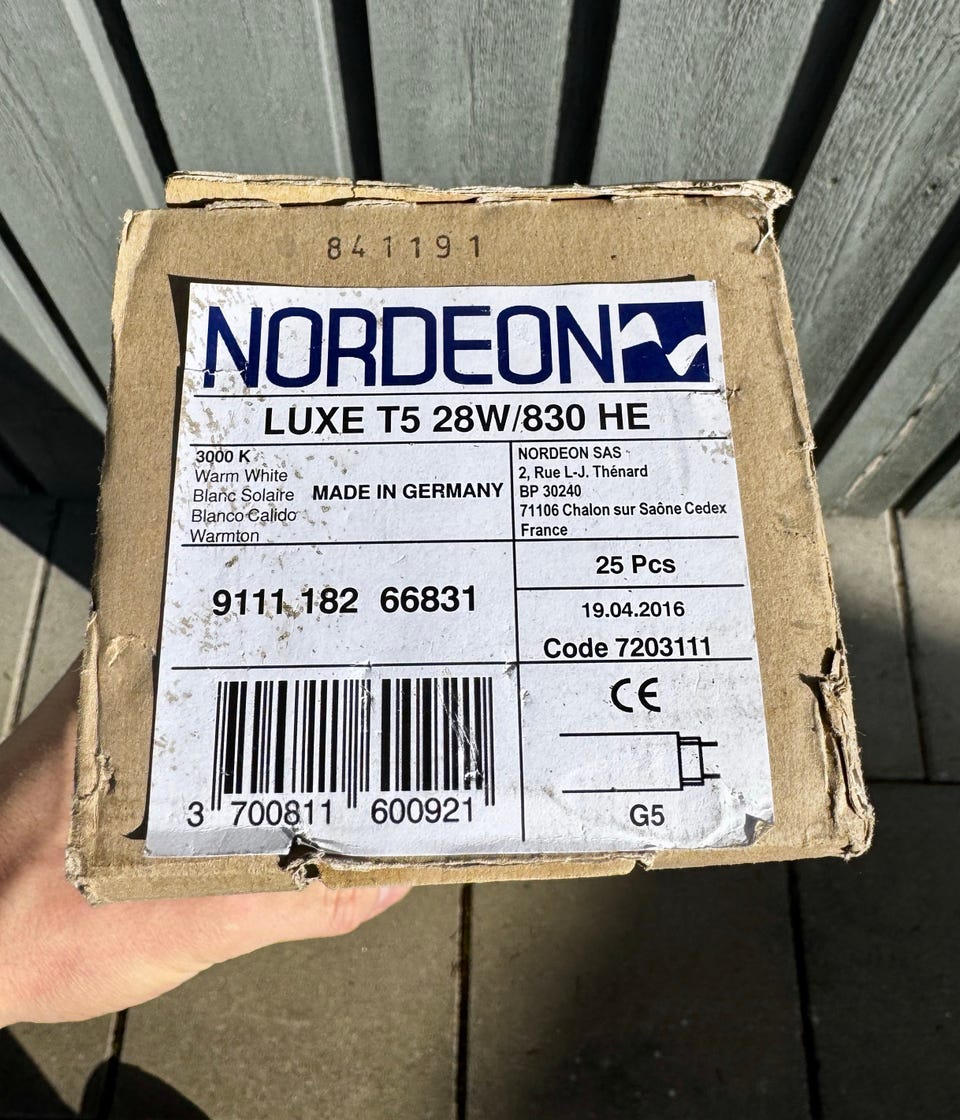 841191
NORDEON
LUXE T5 28W/830 HE
3000 K
Warm White
Blanc Solaire
Blanco Calido
Warmton
MADE IN GERMANY
NORDEON SAS
2, Rue L-J. Thénard
BP 30240
71106 Chalon sur Saône Cedex
France
25 Pcs
9111 182 66831
19.04.2016
Code 7203111
CE
G5
3 700811 600921